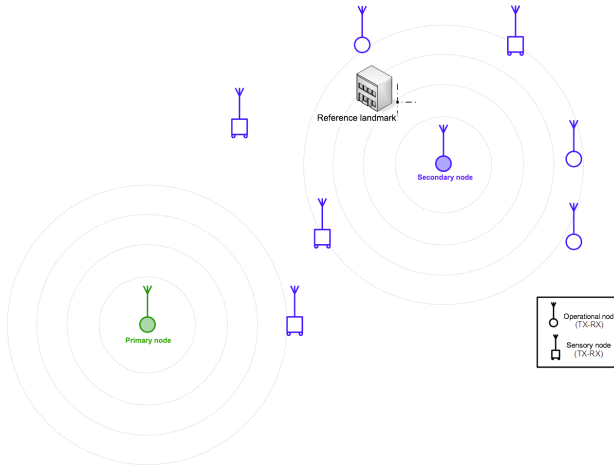 Reference landmark
Secondary node
Primary node
Operational nod
(TX-RX)
Sensory node
(TX-RX)